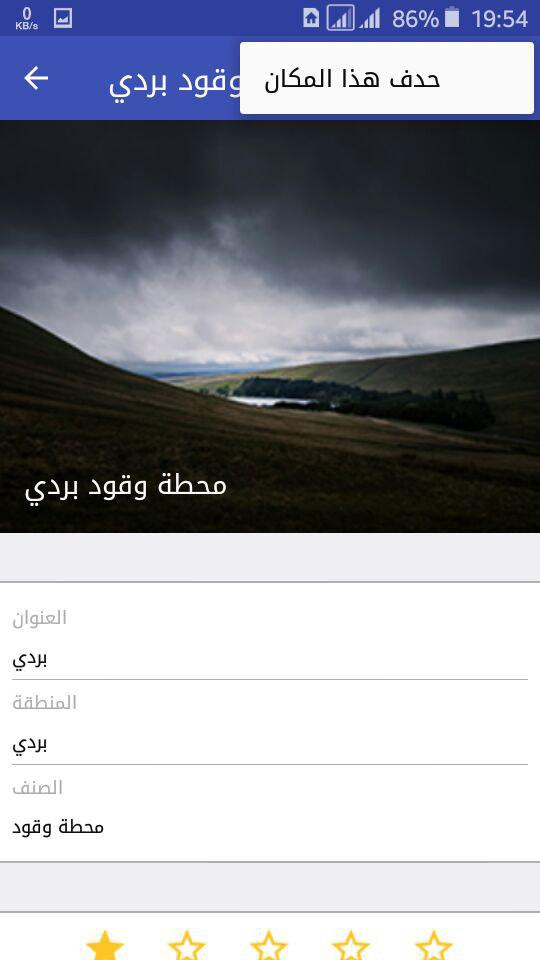 0
KB/s
86%
19:54
وقود بردي
حدف هذا المكان
محطة وقود بردي
العنوان
بردي
المنطقة
بردي
الصنف
محطة وقود